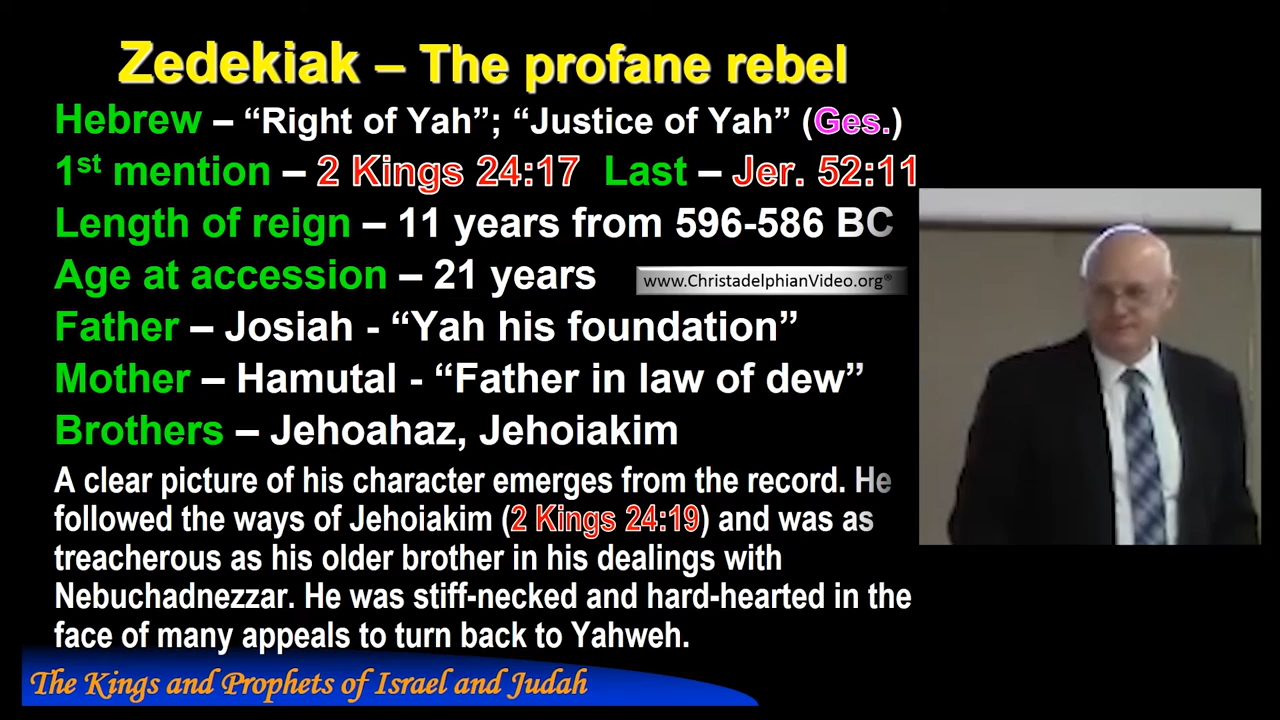 Zedekiak – The profane rebel
Hebrew – “Right of Yah”; “Justice of Yah” (Ges.)
1st mention – 2 Kings 24:17 Last – Jer. 52:11
Length of reign – 11 years from 596-586 BC
Age at accession – 21 years
www.ChristadelphianVideo.org®
Father – Josiah - “Yah his foundation”
Mother – Hamutal - “Father in law of dew”
Brothers – Jehoahaz, Jehoiakim
A clear picture of his character emerges from the record. He
followed the ways of Jehoiakim (2 Kings 24:19) and was as
treacherous as his older brother in his dealings with
Nebuchadnezzar. He was stiff-necked and hard-hearted in the
face of many appeals to turn back to Yahweh.
The Kings and Prophets of Israel and Judah